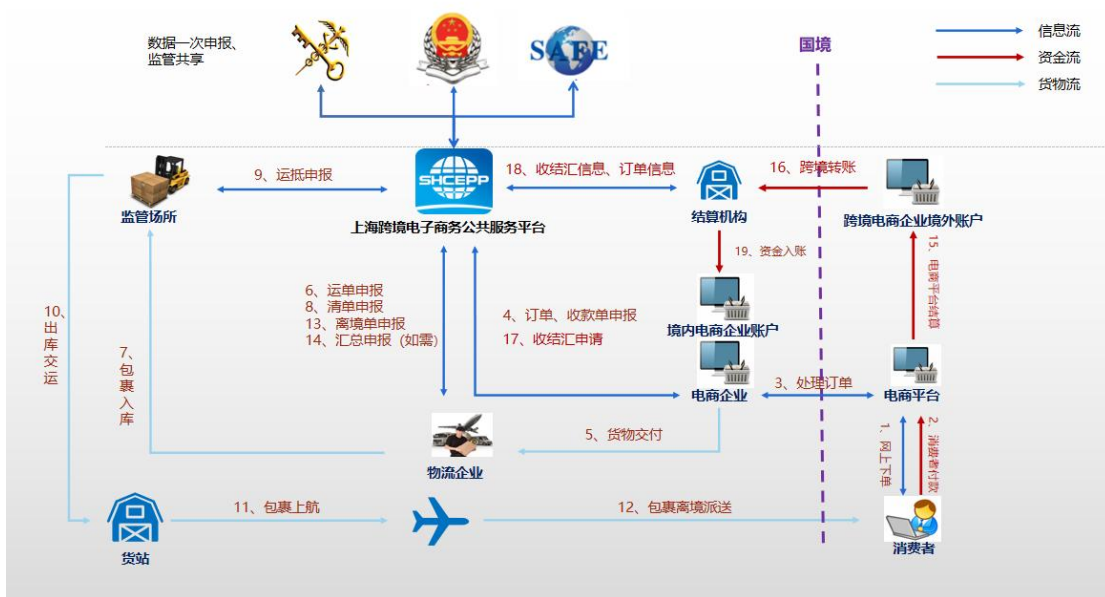 数据一次申报、
监管共享
SAFE
国境
信息流
资金流
货物流
SHCEPP
上海跨境电子商务公共服务平台
9、运抵申报
监管场所
18、收结汇信息、订单信息
结算机构
16、跨境转账
跨境电商企业境外账户
19、资金入账
15、电商平台结算
6、运单申报
8、清单申报
13、离境单申报
14、汇总申报（如需）
4、订单、收款单申报
17、收结汇申请
境内电商企业账户
电商企业
3、处理订单
电商平台
10、出库交运
7、包裹入库
5、货物交付
物流企业
1、网上下单
2、消费者付款
11、包裹上航
12、包裹离境派送
货站
消费者